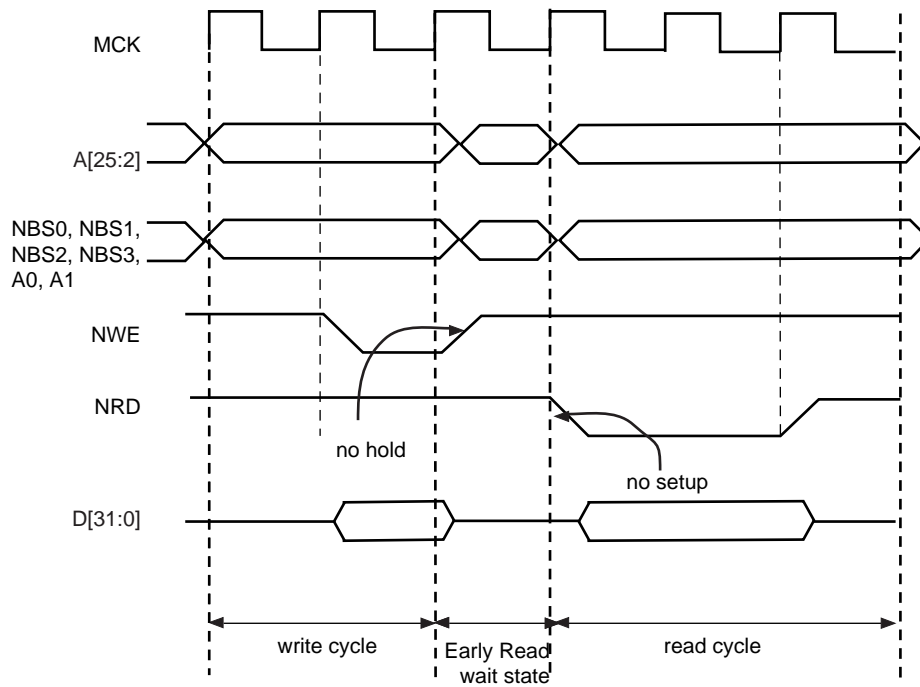 MCK
A[25:2]
NBS0, NBS1,
NBS2, NBS3,
A0, A1
NWE
NRD
no hold
no setup
D[31:0]
write cycle
Early Read
wait state
read cycle